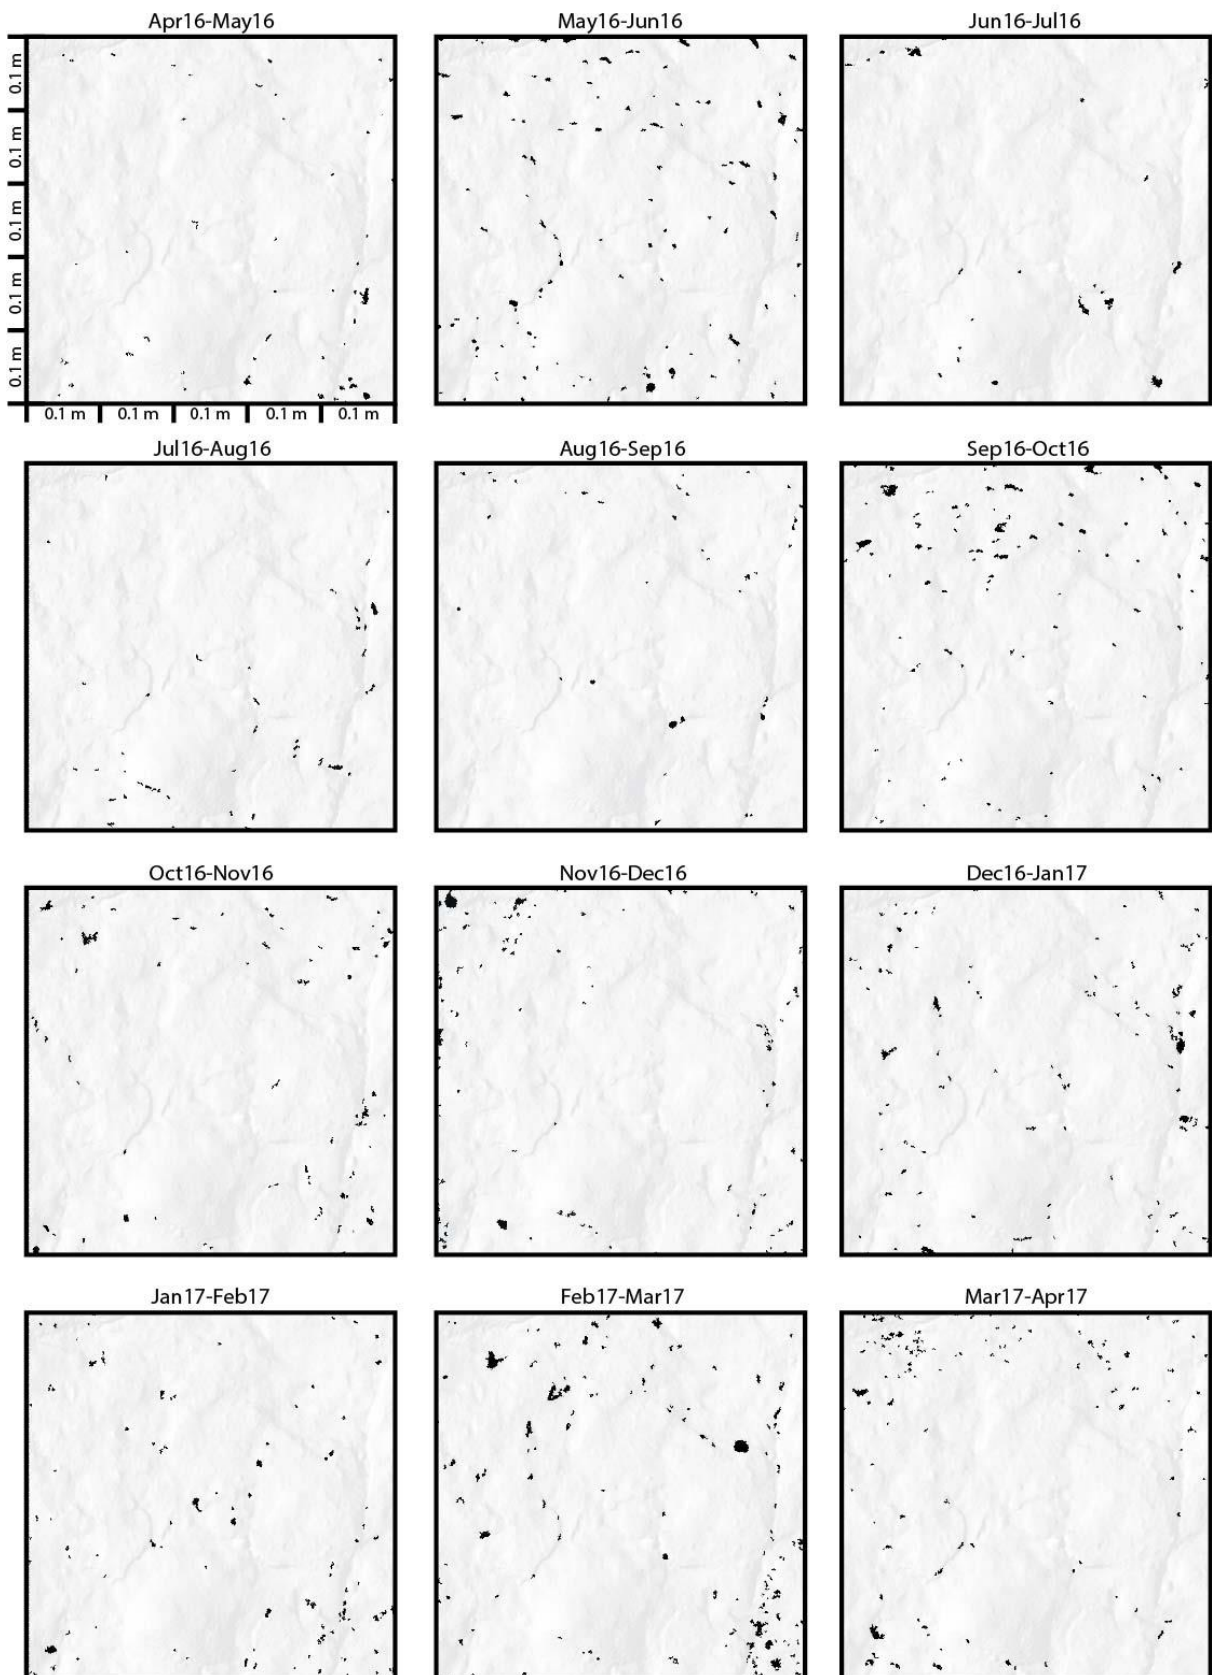 Apr16-May16
May16-Jun16
Jun16-Jul16
0.1 m
0.1 m
0.1 m
0.1 m
0.1 m
0.1 m
0.1 m
0.1 m
0.1 m
0.1 m
Jul16-Aug16
Aug16-Sep16
Sep16-Oct16
Oct16-Nov16
Nov16-Dec16
Dec16-Jan17
Jan17-Feb17
Feb17-Mar17
Mar17-Apr17